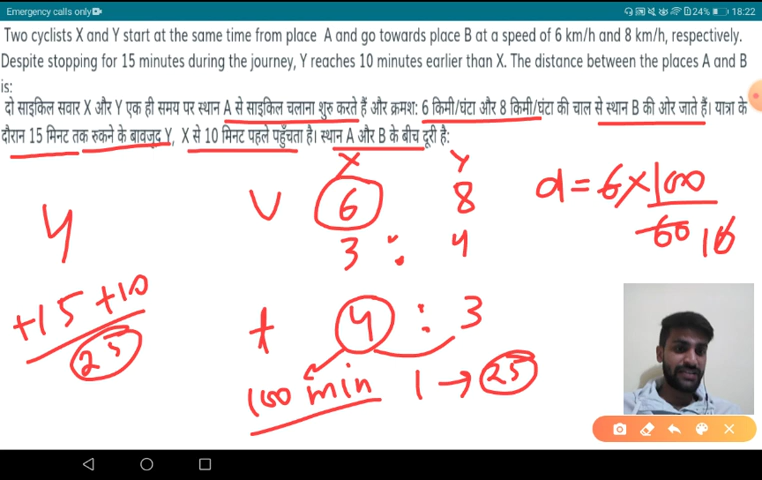 Emergency calls only 24% 18:22
Two cyclists X and Y start at the same time from place A and go towards place B at a speed of 6 km/h and 8 km/h, respectively.
Despite stopping for 15 minutes during the journey, Y reaches 10 minutes earlier than X. The distance between the places A and B
is:
दो साइकिल सवार X और Y एक ही समय पर स्थान A से साइकिल चलाना शुरू करते हैं और क्रमश: 6 किमी/घंटा और 8 किमी/घंटा की चाल से स्थान B की ओर जाते हैं। यात्रा के
दौरान 15 मिनट तक रूकने के बावजूद Y, X से 10 मिनट पहले पहुँचता है। स्थान A और B के बीच दूरी है:
X Y
V 6 8
3 : 4
t 4 : 3
100 min 1 → 25
y
+15 +10
25
d = 6 × 100
60 10